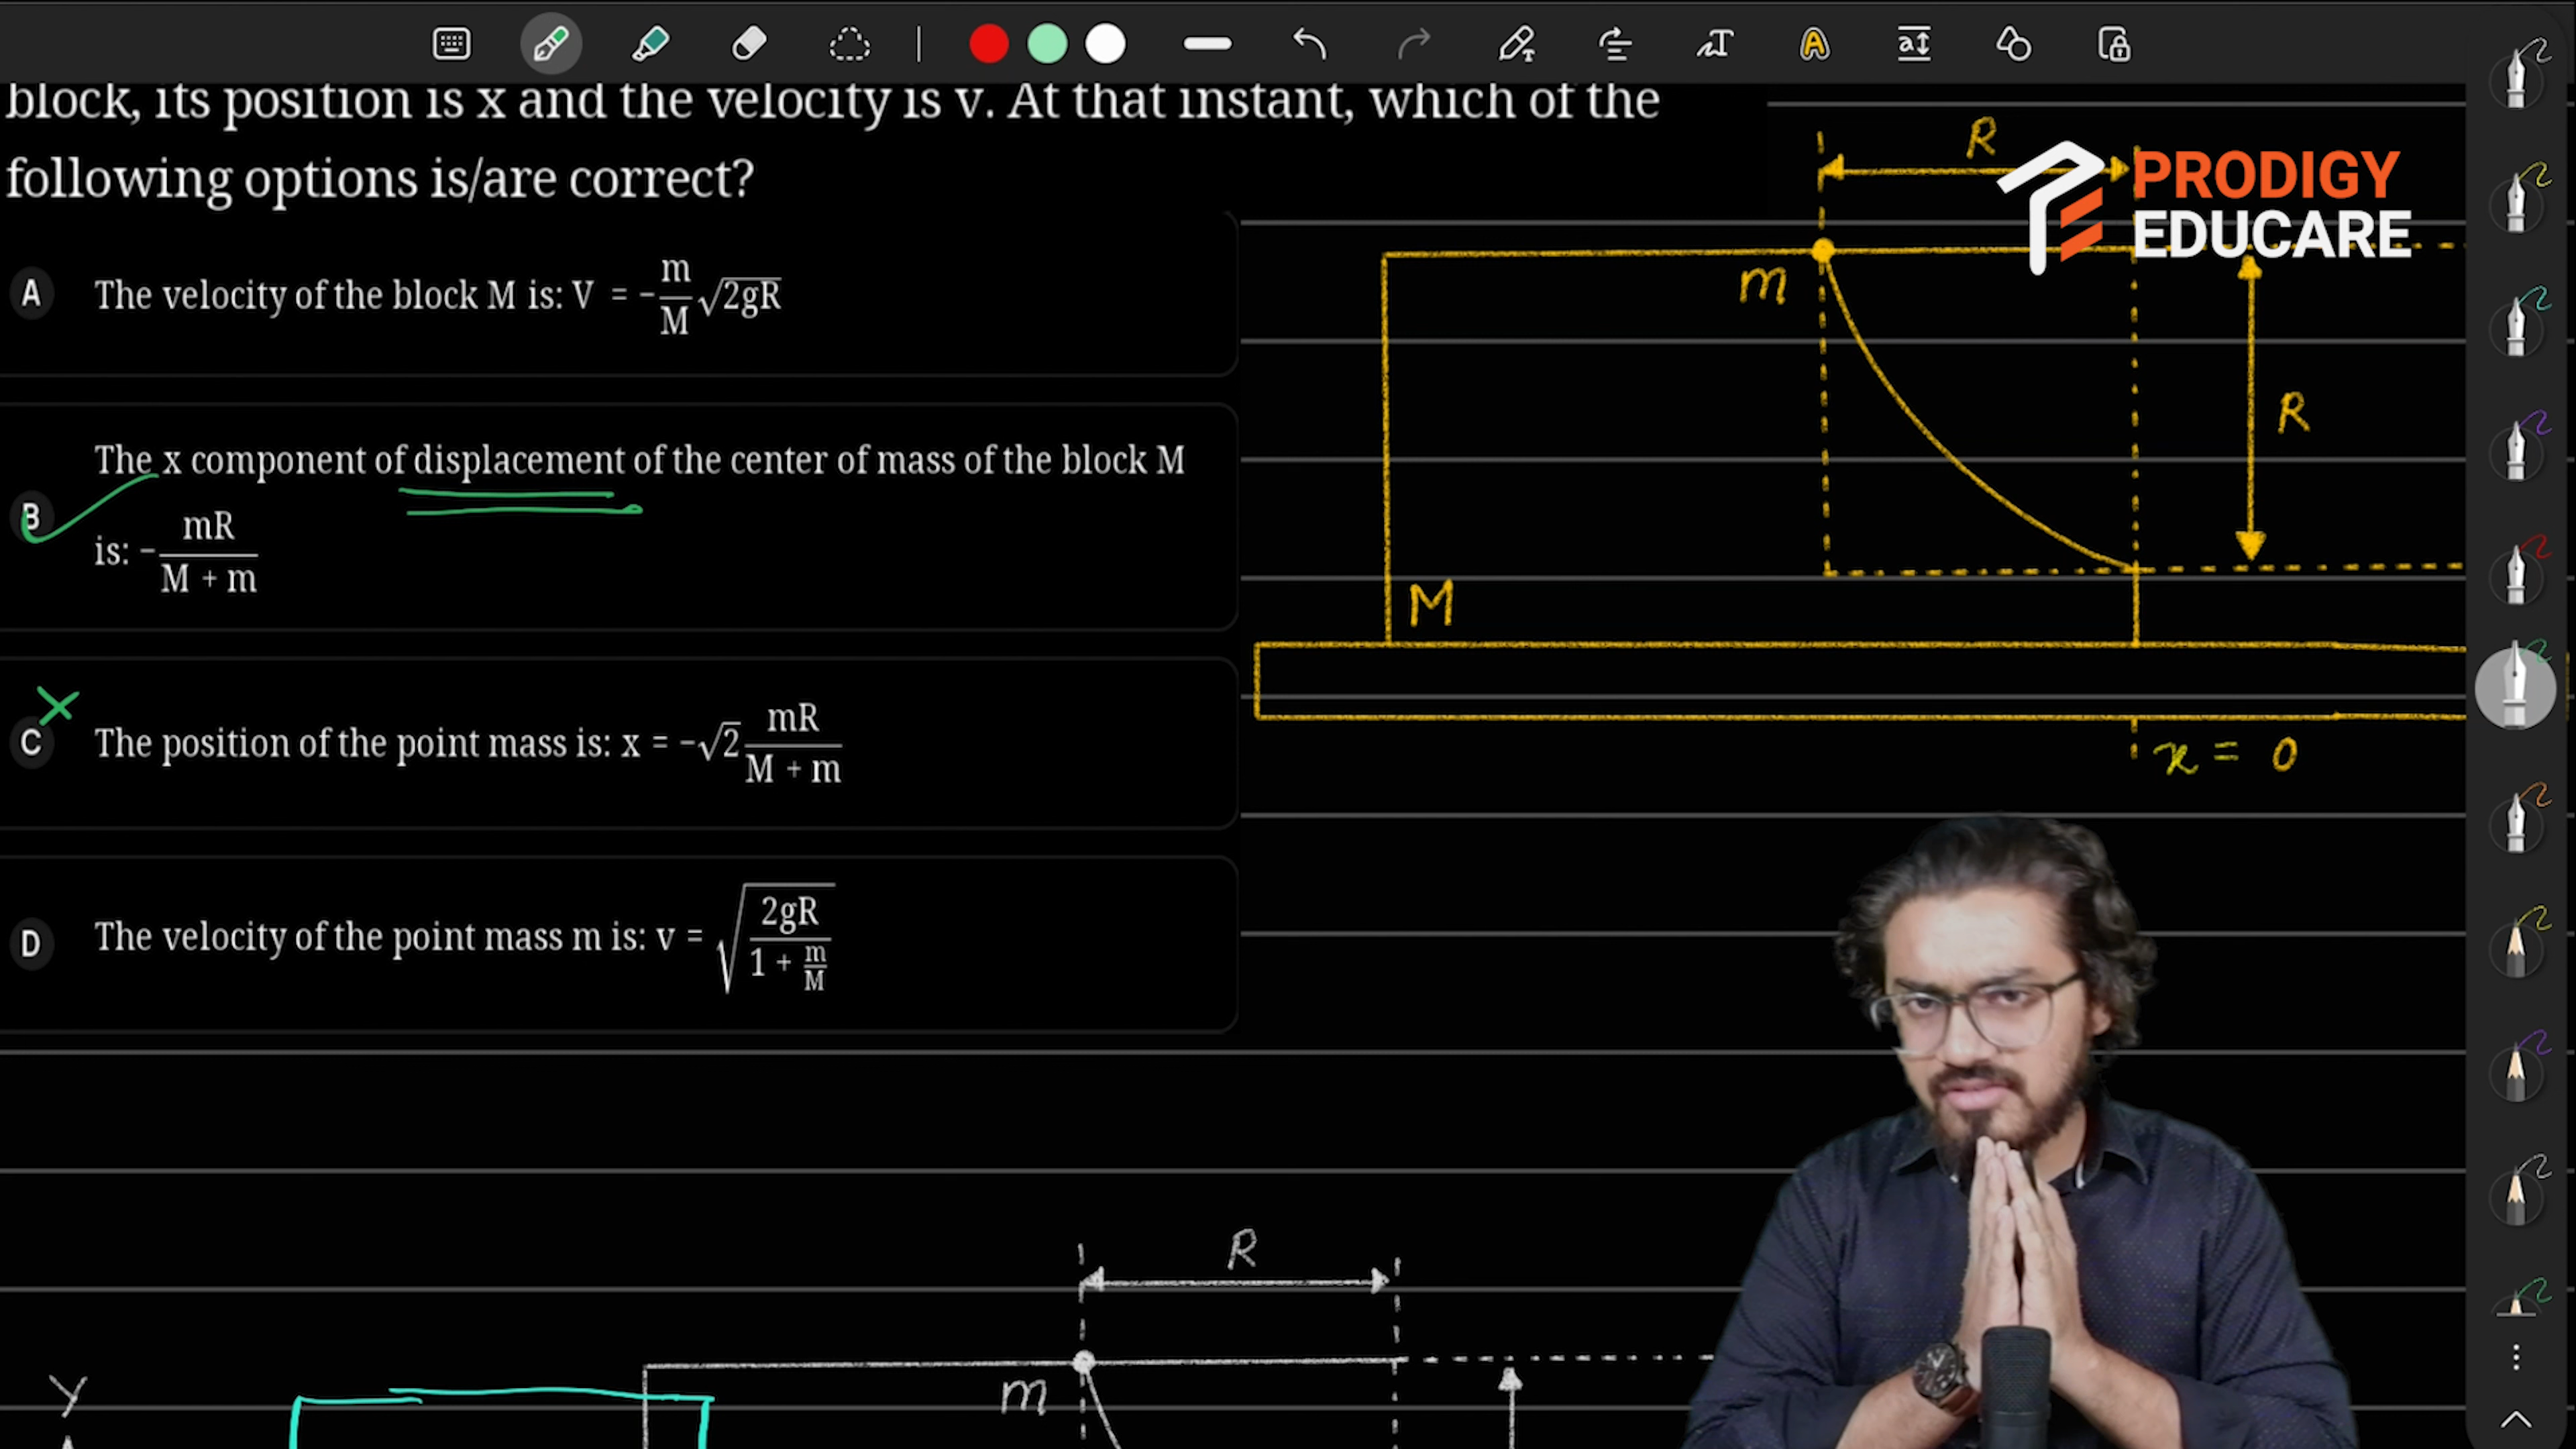 block, its position is x and the velocity is v. At that instant, which of the
following options is/are correct?
A The velocity of the block M is: V = -m/M √2gR
B The x component of displacement of the center of mass of the block M
is: -mR/(M + m)
C The position of the point mass is: x = -√2 mR/(M + m)
D The velocity of the point mass m is: v = √(2gR/(1 + m/M))
PRODIGY
EDUCARE
R
m
R
M
x = 0
R
m
Y